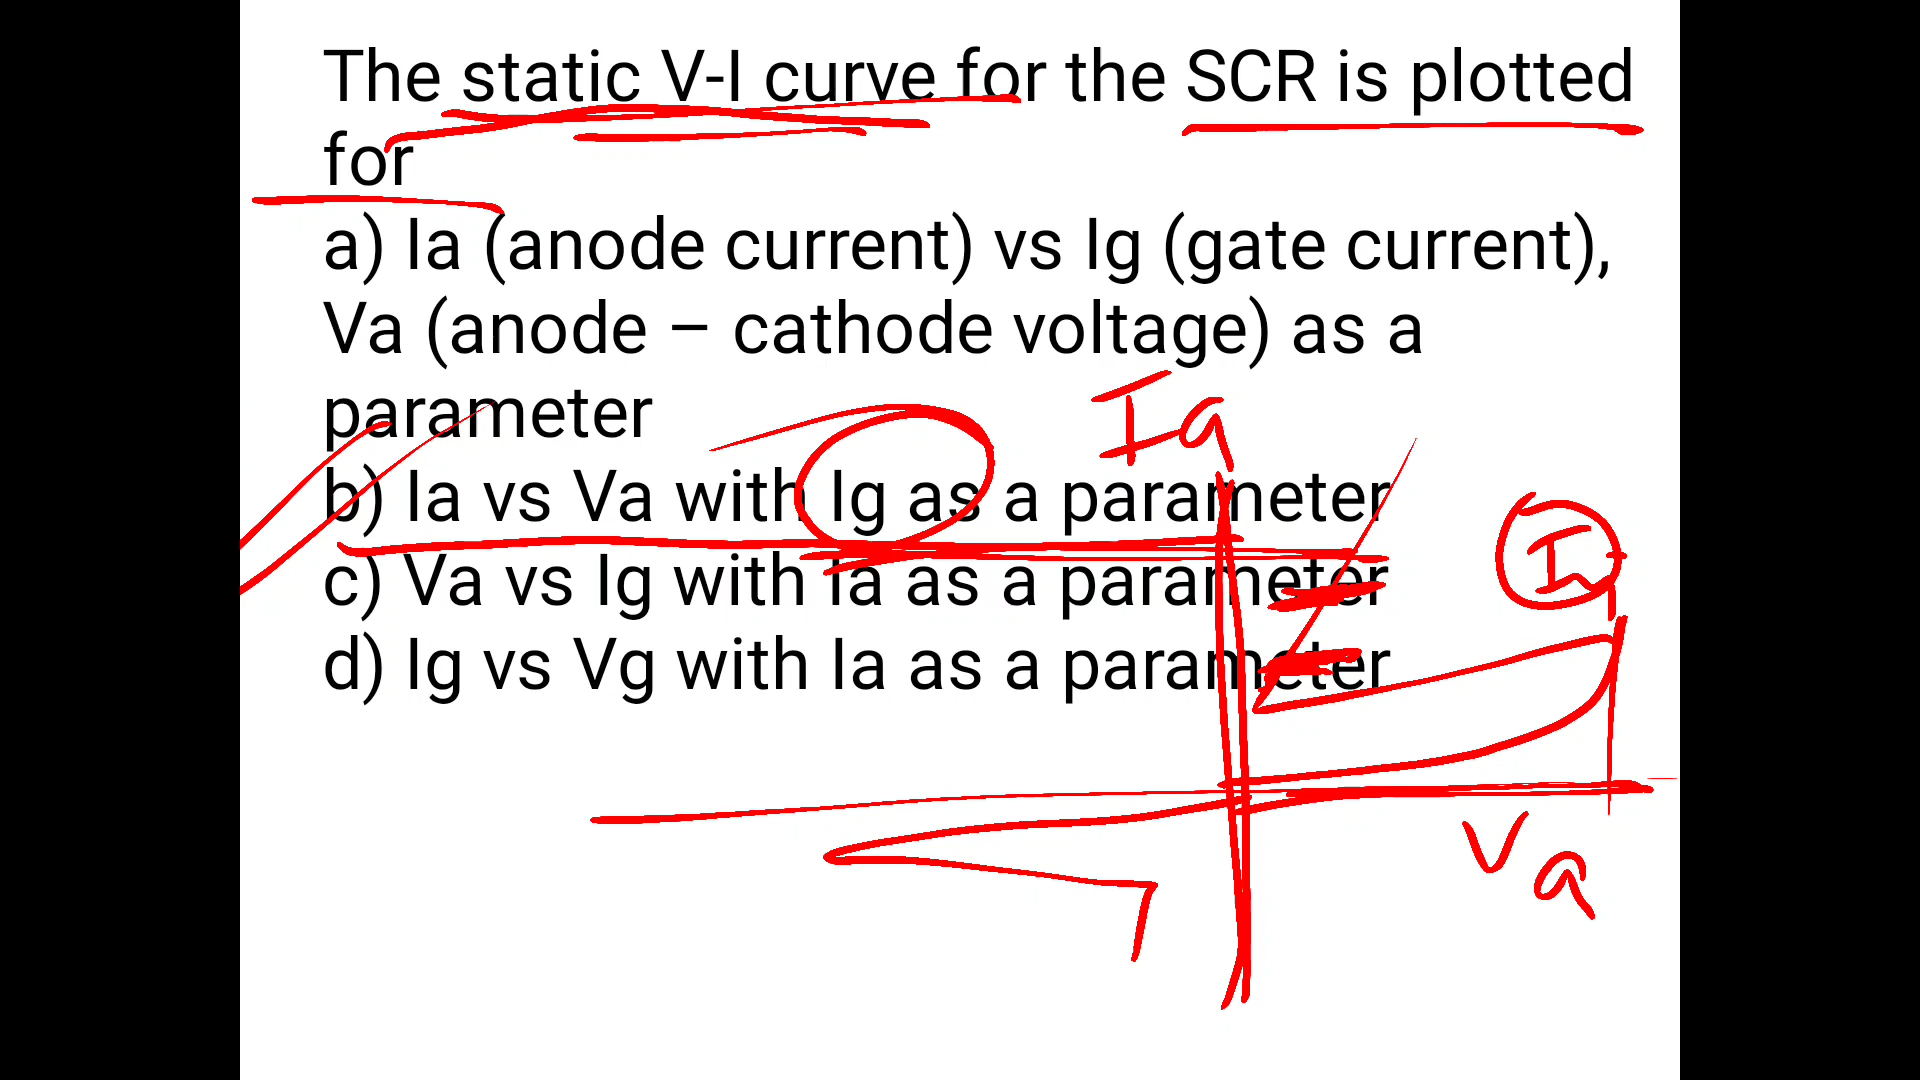 The static V-I curve for the SCR is plotted
for
a) Ia (anode current) vs Ig (gate current),
Va (anode – cathode voltage) as a
parameter
Ia
b) Ia vs Va with Ig as a parameter
c) Va vs Ig with Ia as a parameter
d) Ig vs Vg with Ia as a parameter
Va